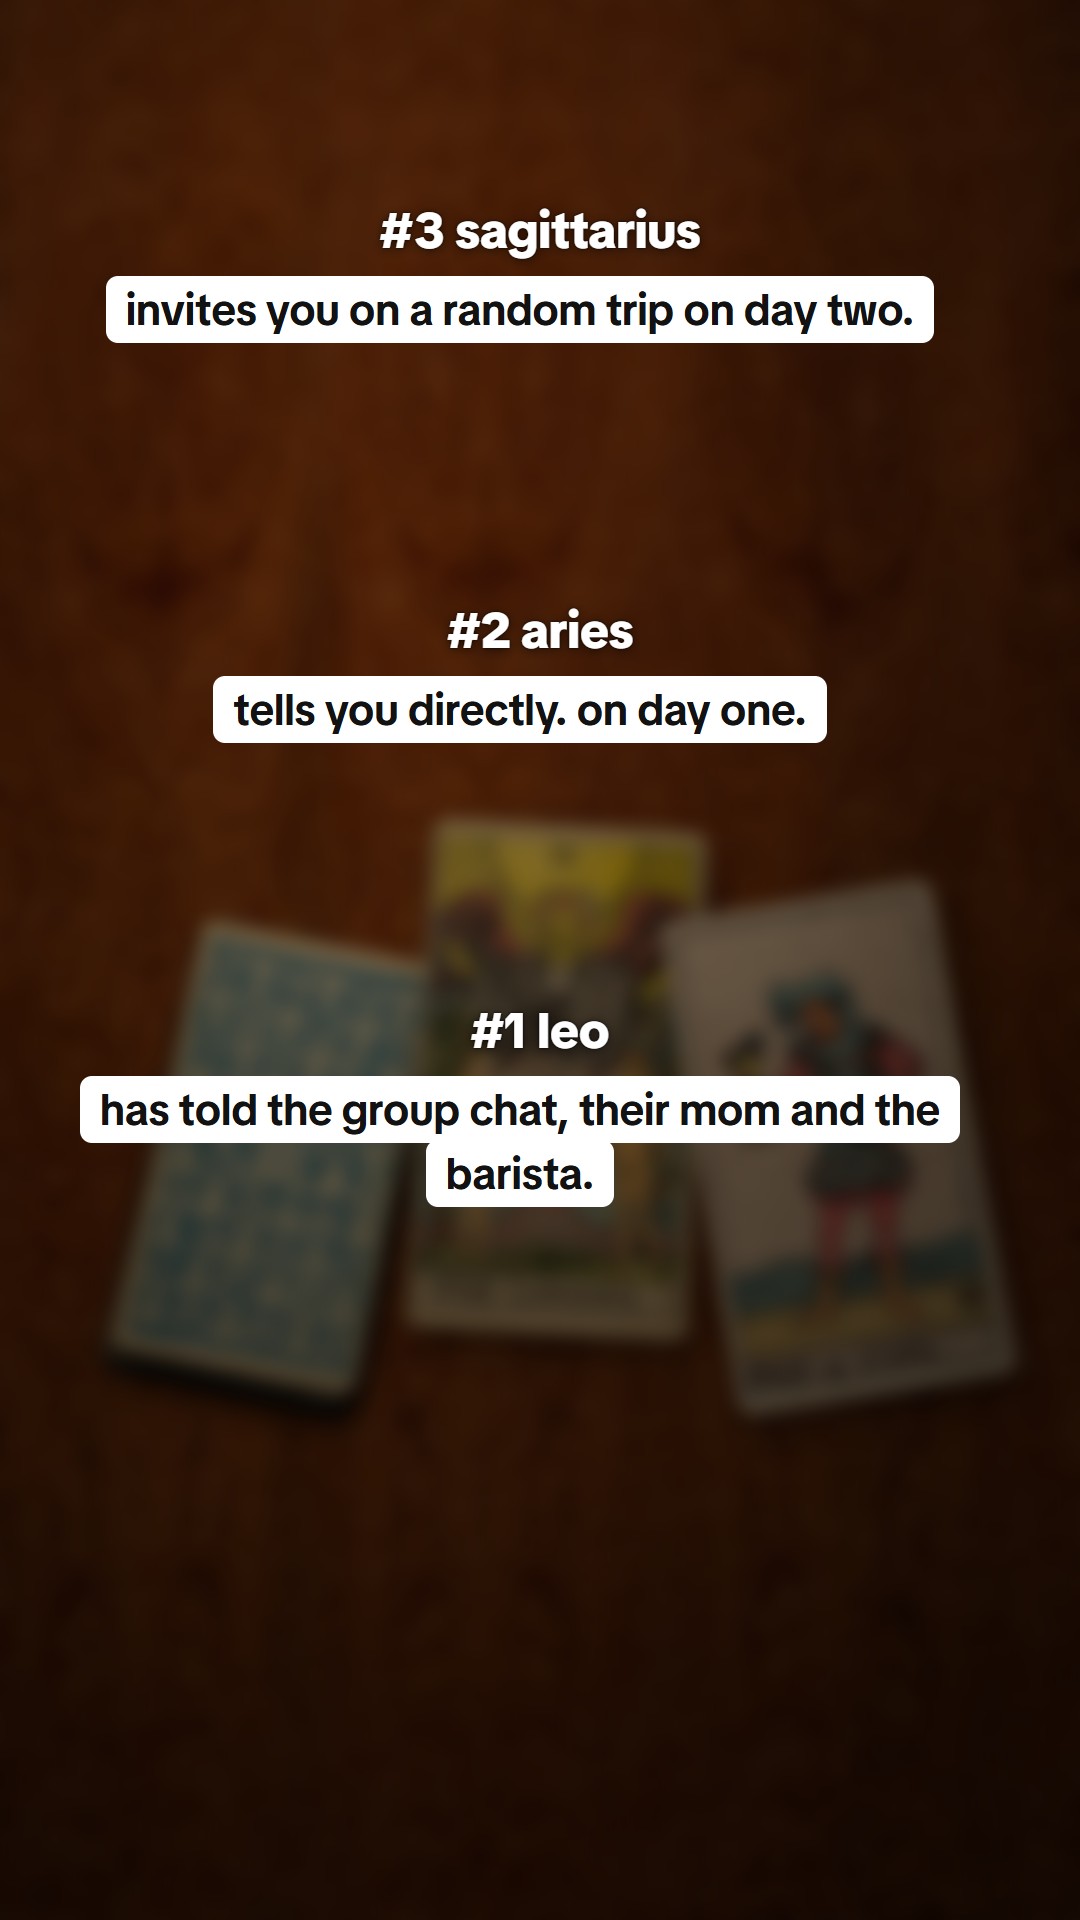 #3 sagittarius
invites you on a random trip on day two.
#2 aries
tells you directly. on day one.
#1 leo
has told the group chat, their mom and the
barista.